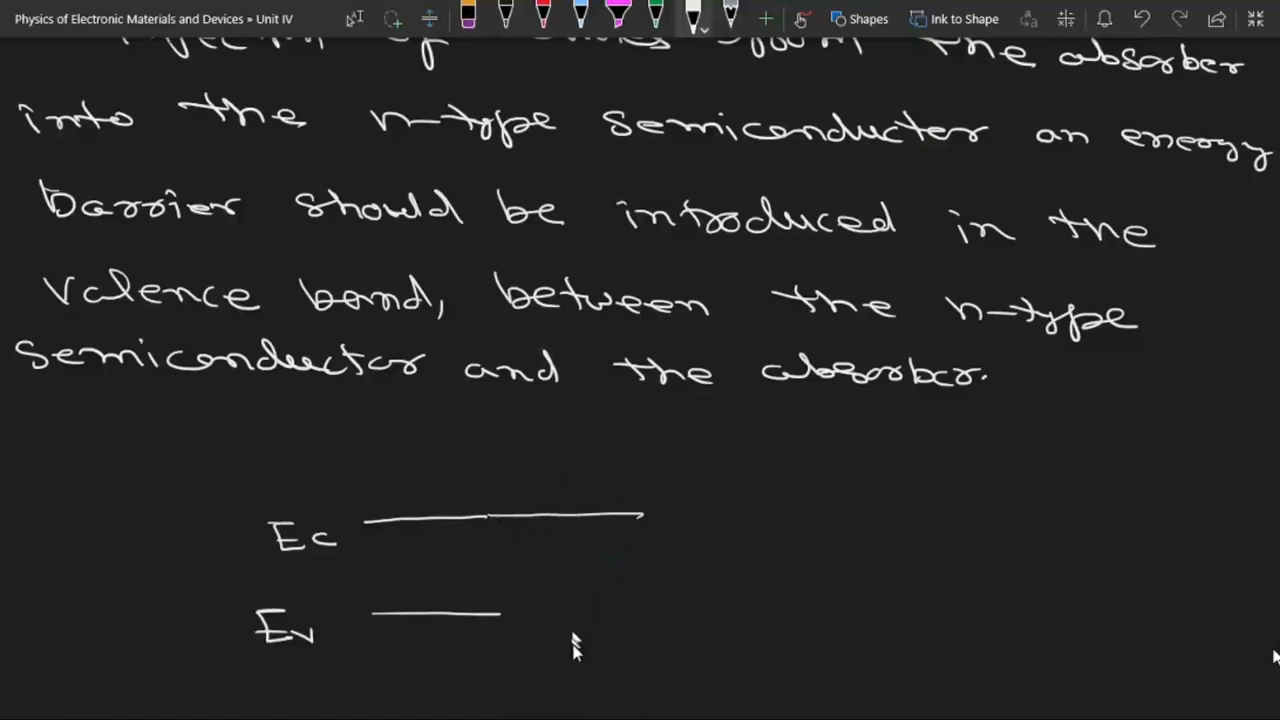 Physics of Electronic Materials and Devices » Unit IV
Shapes
Ink to Shape
of the absorber
into the n-type semiconductor an energy
barrier should be introduced in the
valence band, between the n-type
semiconductor and the absorber.
Ec
Ev